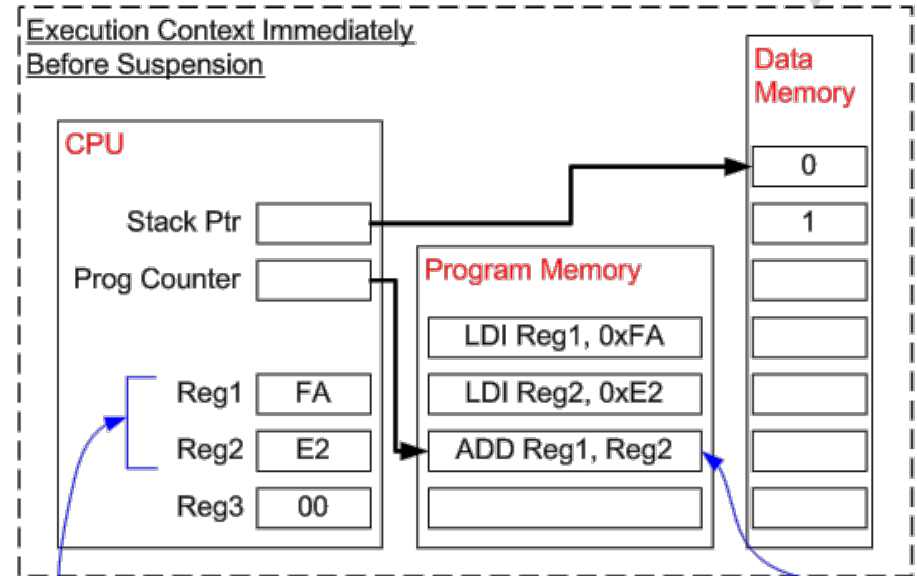 Execution Context Immediately
Before Suspension
Data
Memory
CPU
0
Stack Ptr
1
Prog Counter
Program Memory
LDI Reg1, 0xFA
Reg1 FA
LDI Reg2, 0xE2
Reg2 E2
ADD Reg1, Reg2
Reg3 00